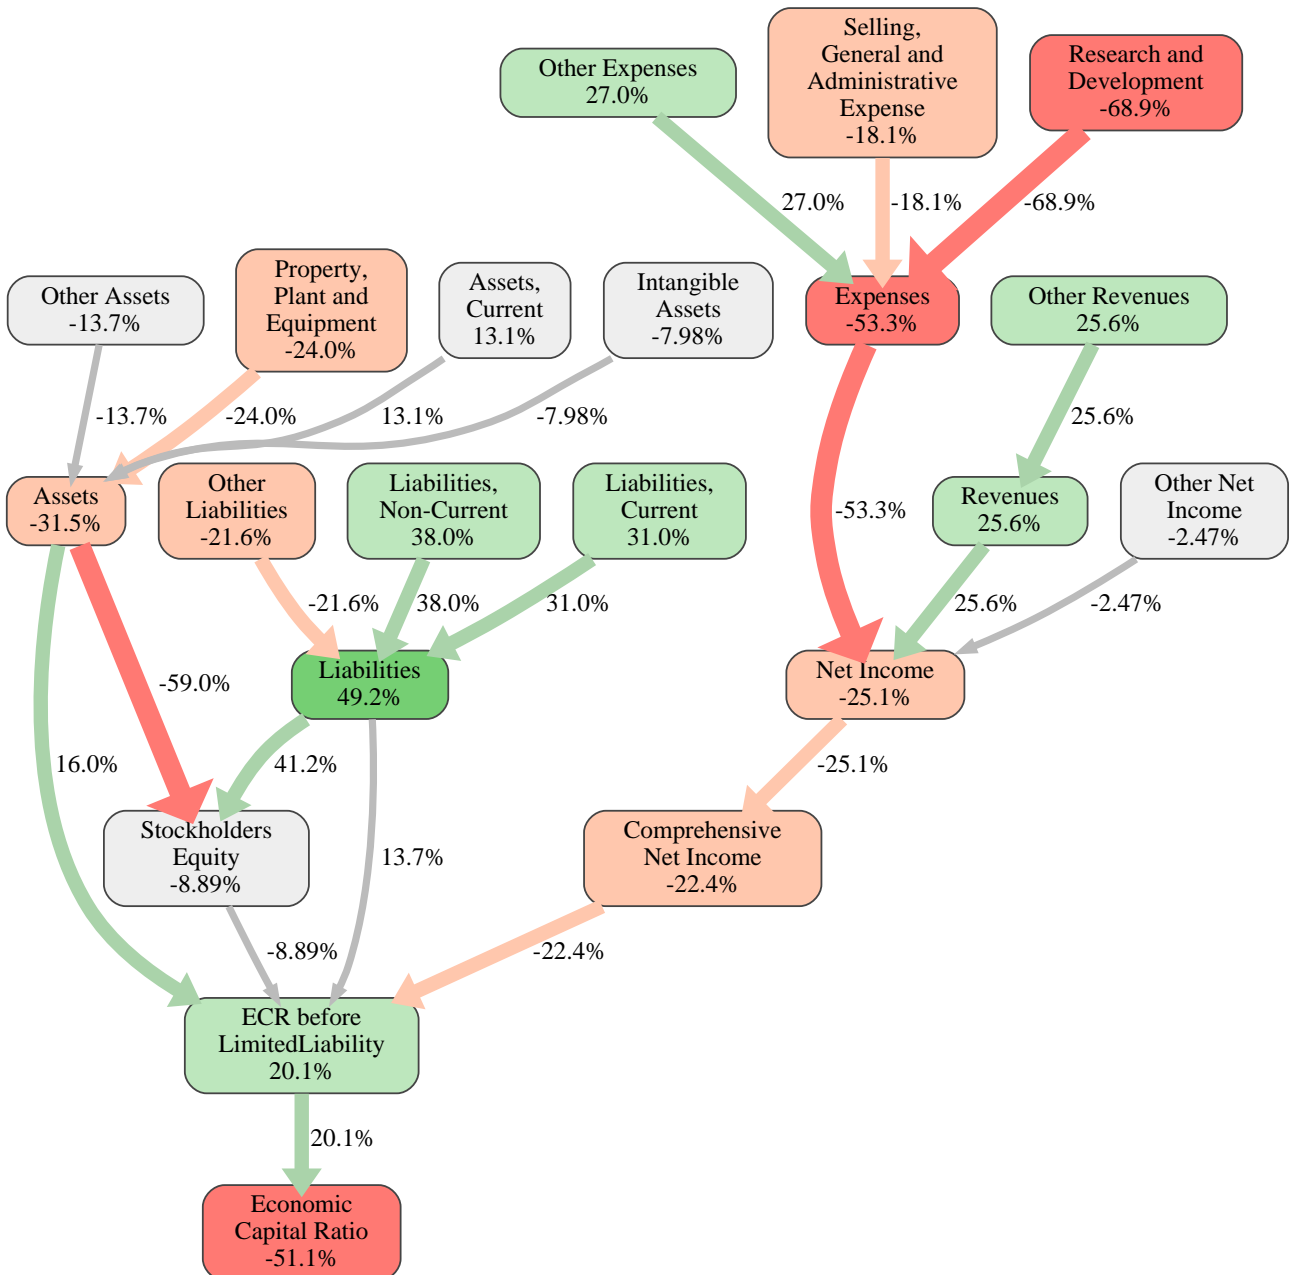 Selling,
General and
Administrative
Expense
-18.1%
Other Expenses
27.0%
Research and
Development
-68.9%
27.0%
-18.1%
-68.9%
Other Assets
-13.7%
Property,
Plant and
Equipment
-24.0%
Assets,
Current
13.1%
Intangible
Assets
-7.98%
Expenses
-53.3%
Other Revenues
25.6%
-13.7%
-24.0%
13.1%
-7.98%
25.6%
Assets
-31.5%
Other
Liabilities
-21.6%
Liabilities,
Non-Current
38.0%
Liabilities,
Current
31.0%
-53.3%
Revenues
25.6%
Other Net
Income
-2.47%
-21.6%
38.0%
31.0%
25.6%
-2.47%
-59.0%
Liabilities
49.2%
Net Income
-25.1%
16.0%
41.2%
-25.1%
Stockholders
Equity
-8.89%
13.7%
Comprehensive
Net Income
-22.4%
-8.89%
-22.4%
ECR before
LimitedLiability
20.1%
20.1%
Economic
Capital Ratio
-51.1%